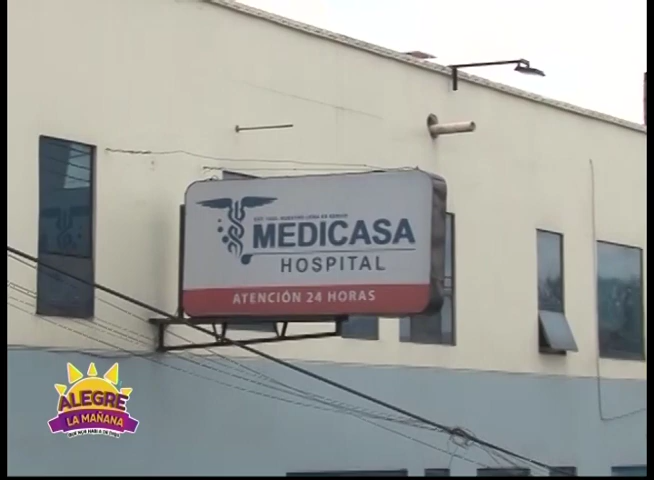 MEDICASA
HOSPITAL
ATENCIÓN 24 HORAS
ALEGRE
LA MAÑANA